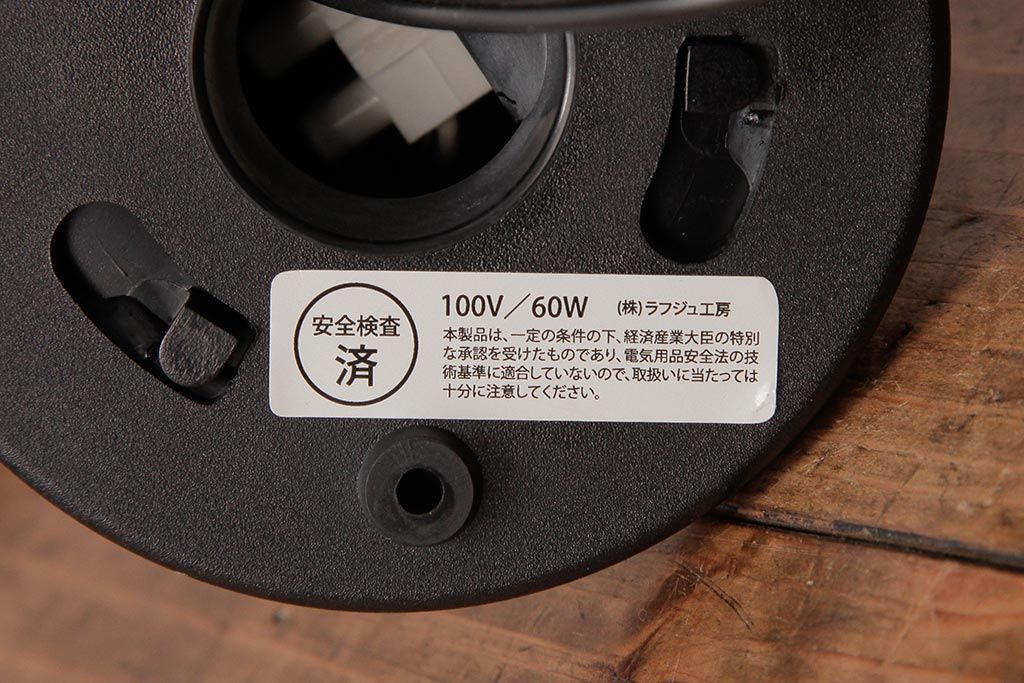 安全検査
済
100V／60W (株)ラフジュ工房
本製品は、一定の条件の下、経済産業大臣の特別
な承認を受けたものであり、電気用品安全法の技
術基準に適合していないので、取扱いに当たっては
十分に注意してください。